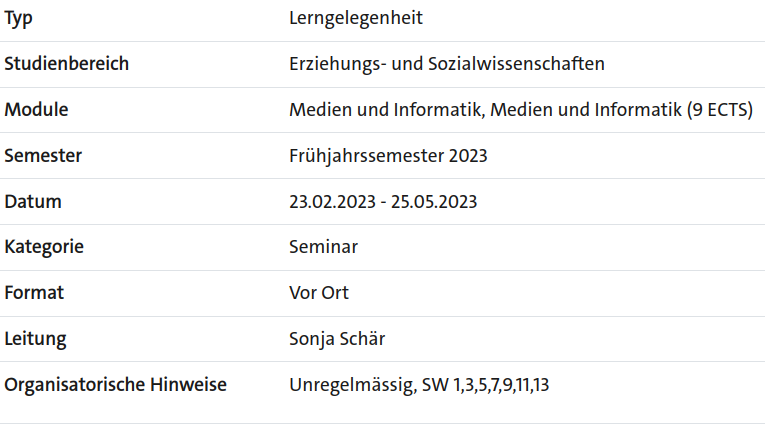 Typ Lerngelegenheit
Studienbereich Erziehungs- und Sozialwissenschaften
Module Medien und Informatik, Medien und Informatik (9 ECTS)
Semester Frühjahrssemester 2023
Datum 23.02.2023 - 25.05.2023
Kategorie Seminar
Format Vor Ort
Leitung Sonja Schär
Organisatorische Hinweise Unregelmässig, SW 1,3,5,7,9,11,13